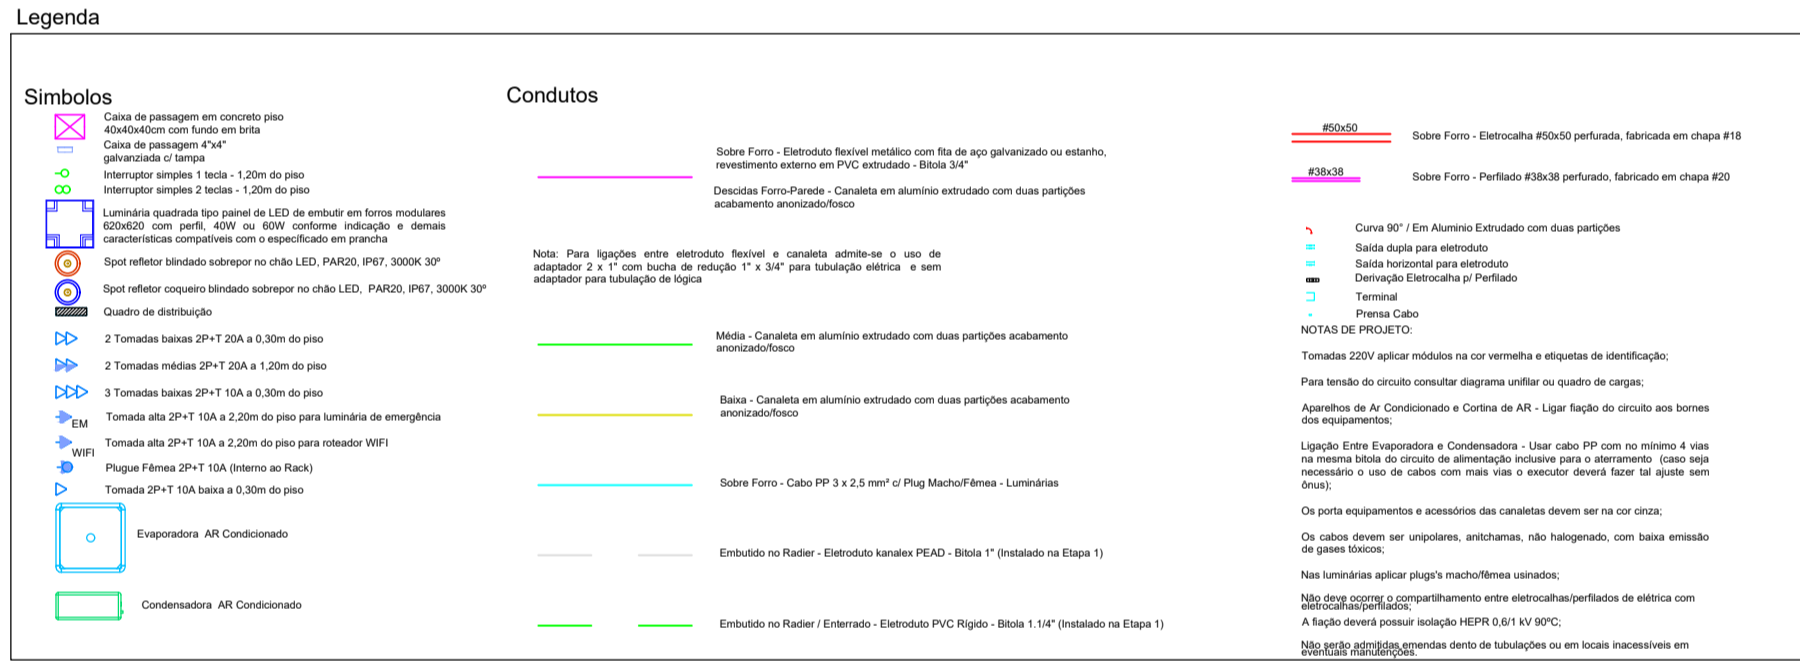 Legenda
Simbolos
Caixa de passagem em concreto piso
40x40x40cm com fundo em brita
Caixa de passagem 4"x4"
galvanziada c/ tampa
Interruptor simples 1 tecla - 1,20m do piso
Interruptor simples 2 teclas - 1,20m do piso
Luminária quadrada tipo painel de LED de embutir em forros modulares
620x620 com perfil, 40W ou 60W conforme indicação e demais
características compatíveis com o específicado em prancha
Spot refletor blindado sobrepor no chão LED, PAR20, IP67, 3000K 30º
Spot refletor coqueiro blindado sobrepor no chão LED, PAR20, IP67, 3000K 30º
Quadro de distribuição
2 Tomadas baixas 2P+T 20A a 0,30m do piso
2 Tomadas médias 2P+T 20A a 1,20m do piso
3 Tomadas baixas 2P+T 10A a 0,30m do piso
EM
Tomada alta 2P+T 10A a 2,20m do piso para luminária de emergência
WIFI
Tomada alta 2P+T 10A a 2,20m do piso para roteador WIFI
Plugue Fêmea 2P+T 10A (Interno ao Rack)
Tomada 2P+T 10A baixa a 0,30m do piso
Evaporadora AR Condicionado
Condensadora AR Condicionado
Condutos
Sobre Forro - Eletroduto flexível metálico com fita de aço galvanizado ou estanho,
revestimento externo em PVC extrudado - Bitola 3/4"
Descidas Forro-Parede - Canaleta em alumínio extrudado com duas partições
acabamento anonizado/fosco
Nota: Para ligações entre eletroduto flexível e canaleta admite-se o uso de
adaptador 2 x 1" com bucha de redução 1" x 3/4" para tubulação elétrica e sem
adaptador para tubulação de lógica
Média - Canaleta em alumínio extrudado com duas partições acabamento
anonizado/fosco
Baixa - Canaleta em alumínio extrudado com duas partições acabamento
anonizado/fosco
Sobre Forro - Cabo PP 3 x 2,5 mm² c/ Plug Macho/Fêmea - Luminárias
Embutido no Radier - Eletroduto kanalex PEAD - Bitola 1" (Instalado na Etapa 1)
Embutido no Radier / Enterrado - Eletroduto PVC Rígido - Bitola 1.1/4" (Instalado na Etapa 1)
#50x50
Sobre Forro - Eletrocalha #50x50 perfurada, fabricada em chapa #18
#38x38
Sobre Forro - Perfilado #38x38 perfurado, fabricado em chapa #20
Curva 90° / Em Aluminio Extrudado com duas partições
Saída dupla para eletroduto
Saída horizontal para eletroduto
Derivação Eletrocalha p/ Perfilado
Terminal
Prensa Cabo
NOTAS DE PROJETO:
Tomadas 220V aplicar módulos na cor vermelha e etiquetas de identificação;
Para tensão do circuito consultar diagrama unifilar ou quadro de cargas;
Aparelhos de Ar Condicionado e Cortina de AR - Ligar fiação do circuito aos bornes
dos equipamentos;
Ligação Entre Evaporadora e Condensadora - Usar cabo PP com no mínimo 4 vias
na mesma bitola do circuito de alimentação inclusive para o aterramento (caso seja
necessário o uso de cabos com mais vias o executor deverá fazer tal ajuste sem
ônus);
Os porta equipamentos e acessórios das canaletas devem ser na cor cinza;
Os cabos devem ser unipolares, anitchamas, não halogenado, com baixa emissão
de gases tóxicos;
Nas luminárias aplicar plugs's macho/fêmea usinados;
Não deve ocorrer o compartilhamento entre eletrocalhas/perfilados de elétrica com
eletrocalhas/perfilados;
A fiação deverá possuir isolação HEPR 0,6/1 kV 90ºC;
Não serão admitidas emendas dento de tubulações ou em locais inacessíveis em
eventuais manutenções.